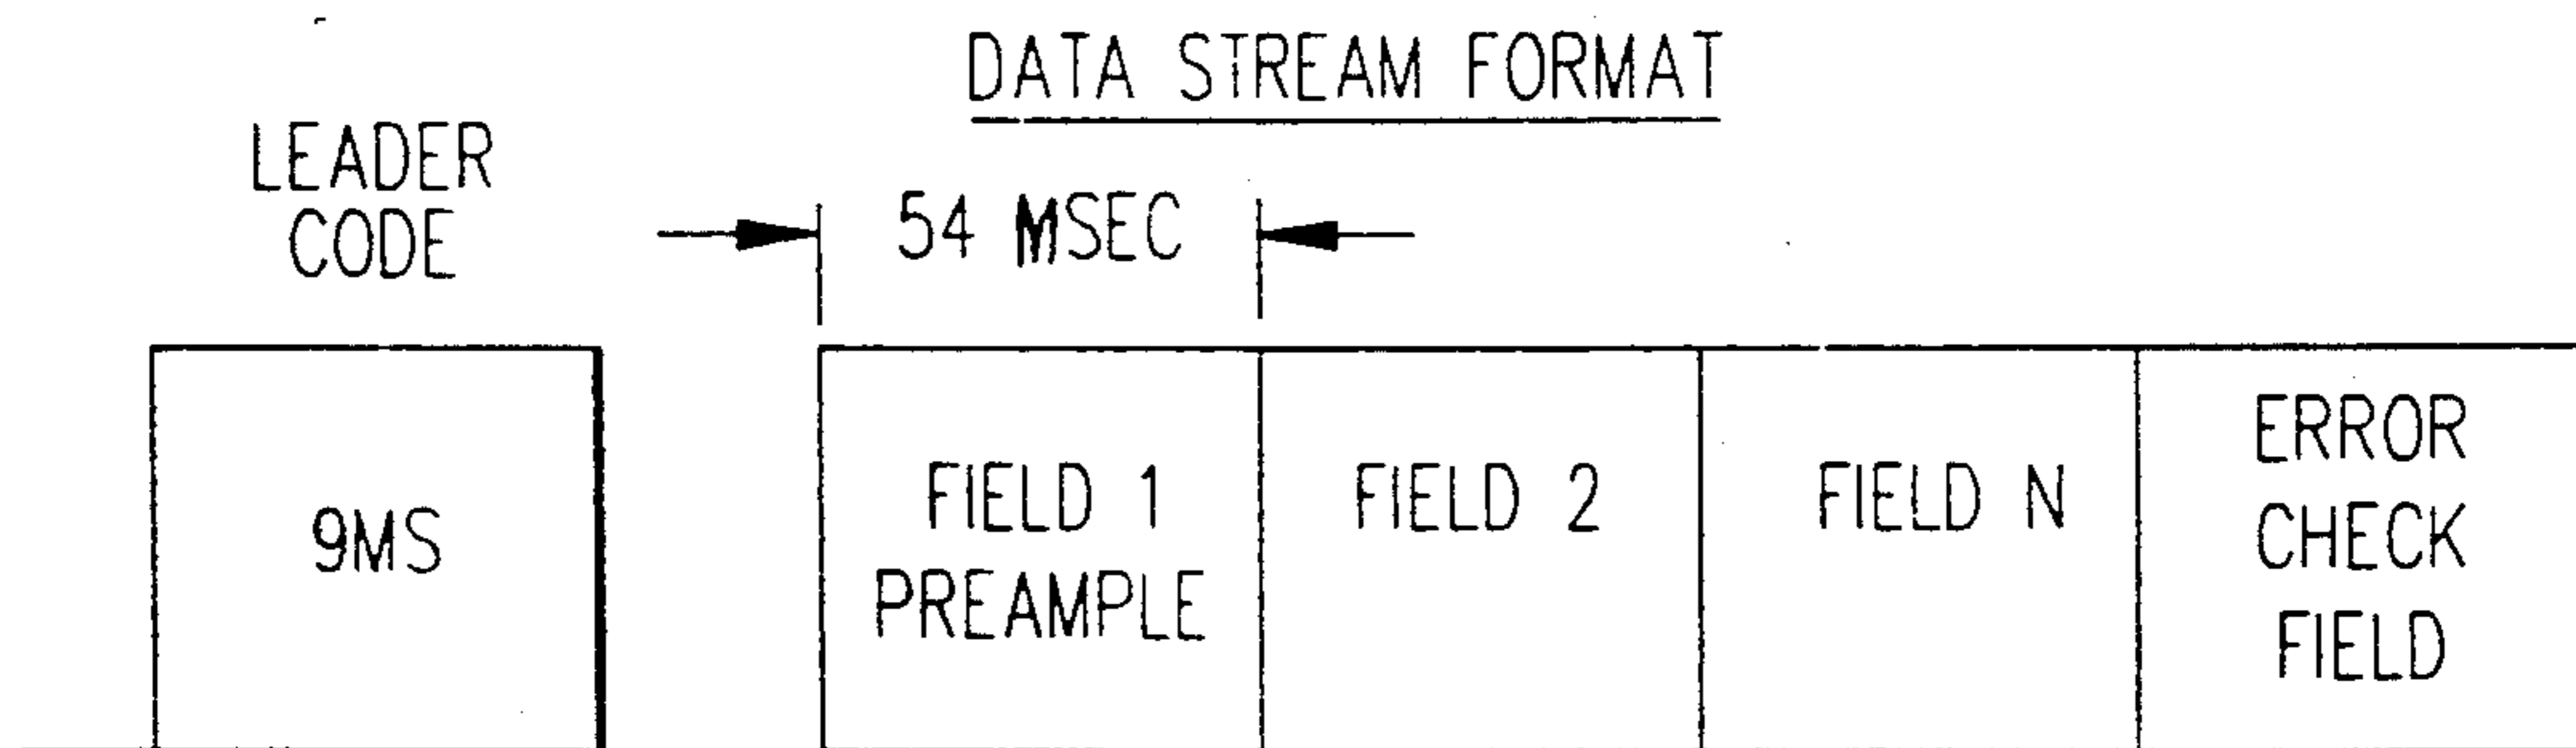 DATA STREAM FORMAT
LEADER
CODE
54 MSEC
9MS
FIELD 1
PREAMPLE
FIELD 2
FIELD N
ERROR
CHECK
FIELD